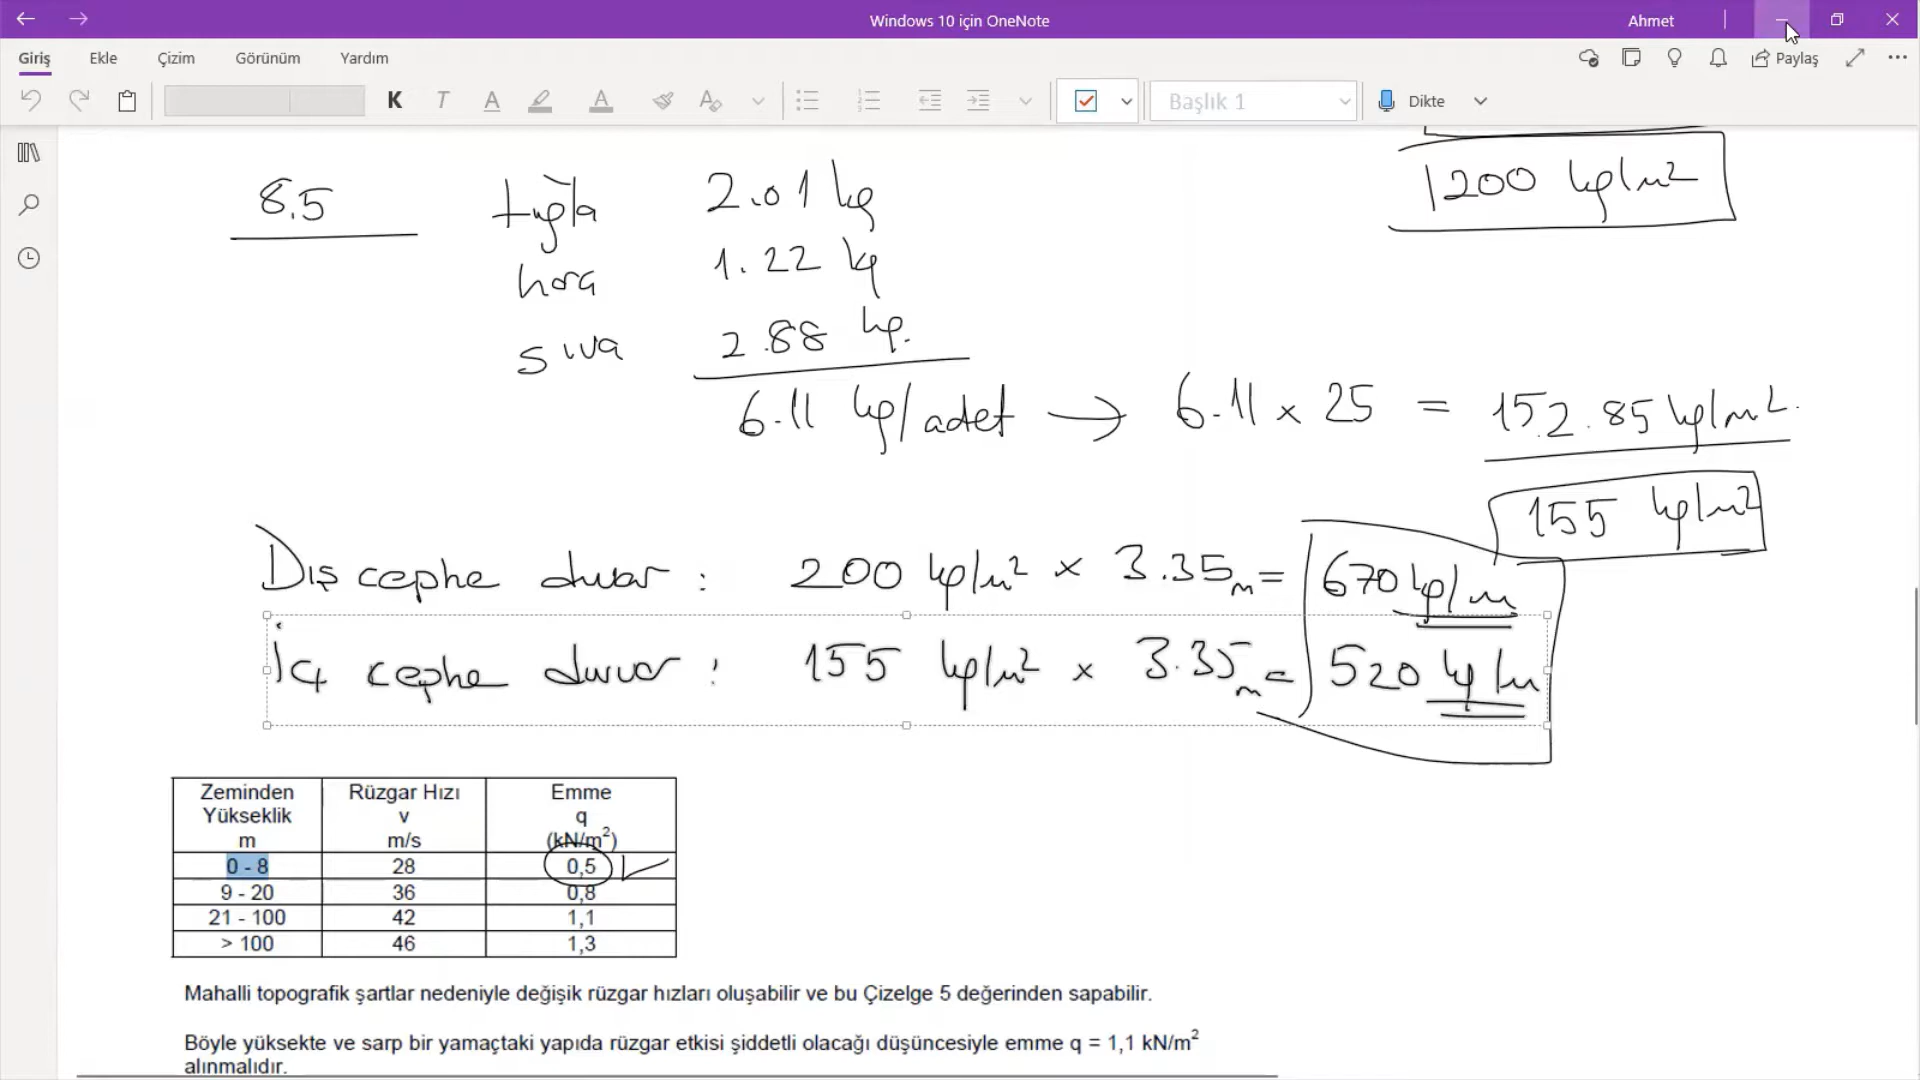 Windows 10 için OneNote
Ahmet
Giriş Ekle Çizim Görünüm Yardım
Paylaş
K T A A
Başlık 1
Dikte
1200 kg/m²
8.5 tuğla 2.01 kg
hara 1.22 kg
sıva 2.88 kg.
6.11 kg/adet → 6.11 x 25 = 152.85 kg/m².
155 kg/m²
Dış cephe duvar : 200 kg/m² x 3.35 m = 670 kg/m
İç cephe duvar : 155 kg/m² x 3.35 m = 520 kg/m
Zeminden Yükseklik m Rüzgar Hızı v m/s Emme q (kN/m²)
0 - 8 28 0,5
9 - 20 36 0,8
21 - 100 42 1,1
> 100 46 1,3
Mahalli topografik şartlar nedeniyle değişik rüzgar hızları oluşabilir ve bu Çizelge 5 değerinden sapabilir.
Böyle yüksekte ve sarp bir yamaçtaki yapıda rüzgar etkisi şiddetli olacağı düşüncesiyle emme q = 1,1 kN/m²
alınmalıdır.